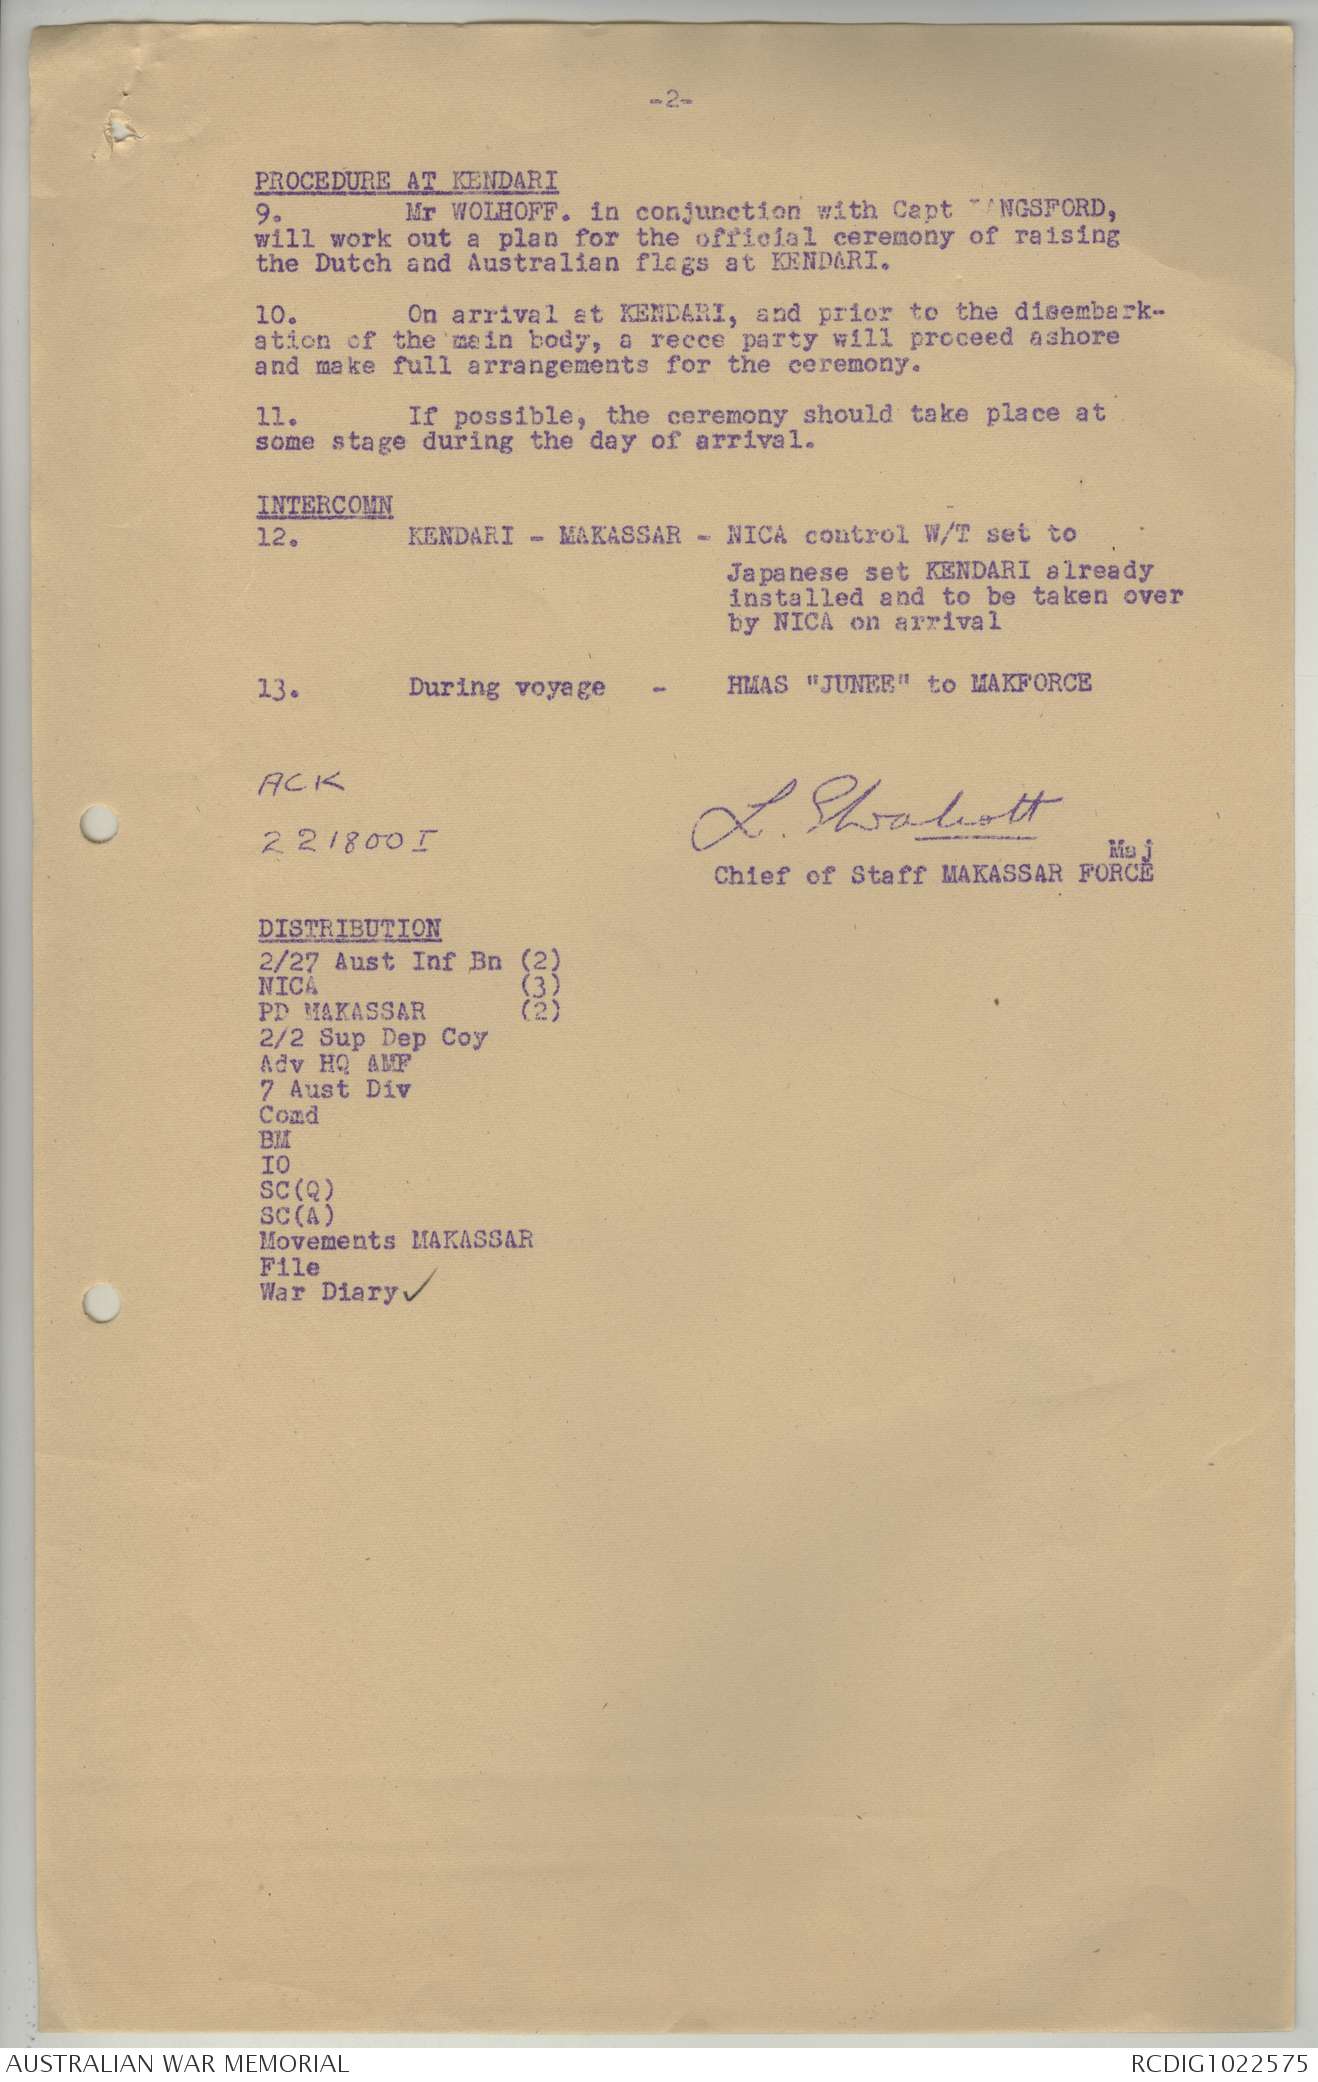 -2-
PROCEDURE AT KENDARI
9. Mr WOLHOFF. in conjunction with Capt
will work out a plan for the official ceremony of raising
the Dutch and Australian flags at KENDARI.
10. On arrival at KENDARI, and prior to the disembark-
ation of the main body, a recce party will proceed ashore
and make full arrangements for the ceremony.
11. If possible, the ceremony should take place at
some stage during the day of arrival.
INTERCOMN
12. KENDARI - MAKASSAR - NICA control W/T set to
Japanese set KENDARI already
installed and to be taken over
by NICA on arrival
13. During voyage - HMAS "JUNEE" to MAKFORCE
ACK
221800I
L.
Maj
Chief of Staff MAKASSAR FORCE
DISTRIBUTION
2/27 Aust Inf Bn (2)
NICA (3)
PD MAKASSAR (2)
2/2 Sup Dep Coy
Adv HQ AMF
7 Aust Div
Comd
BM
IO
SC(Q)
SC(A)
Movements MAKASSAR
File
War Diary✓
AUSTRALIAN WAR MEMORIAL
RCDIG1022575